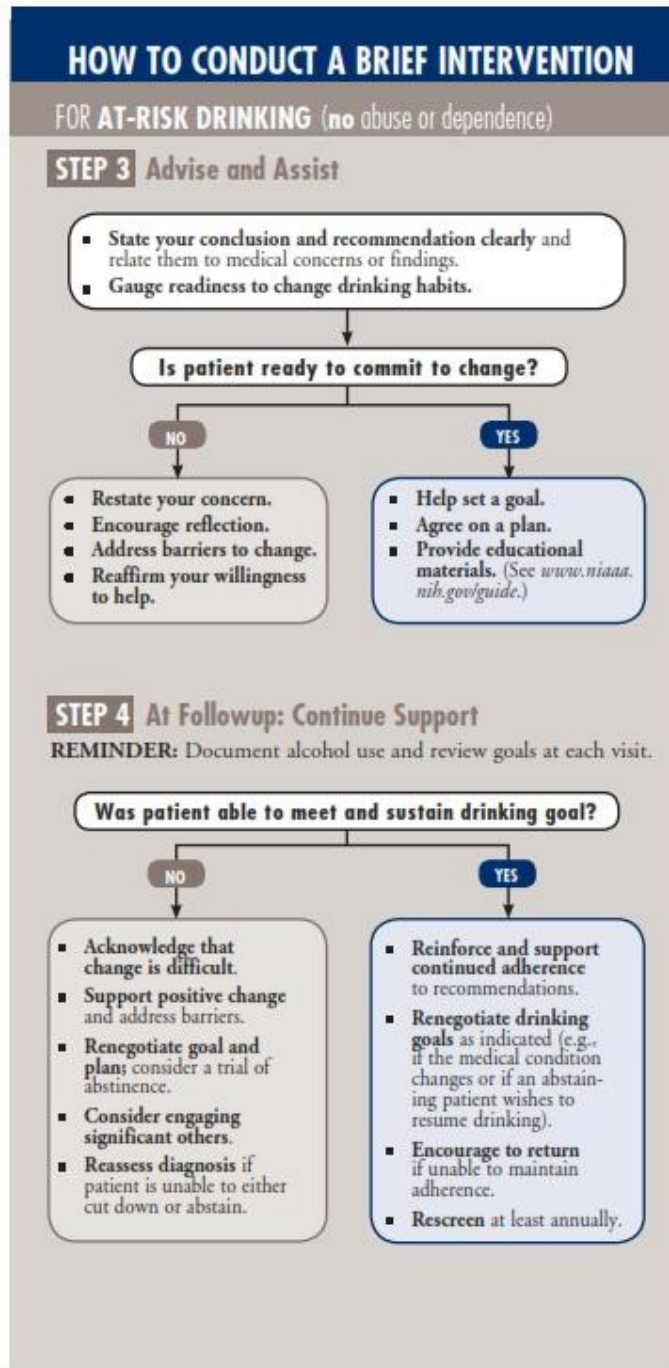 HOW TO CONDUCT A BRIEF INTERVENTION
FOR AT-RISK DRINKING (no abuse or dependence)
STEP 3 Advise and Assist
▪ State your conclusion and recommendation clearly and
relate them to medical concerns or findings.
▪ Gauge readiness to change drinking habits.
Is patient ready to commit to change?
NO
▪ Restate your concern.
▪ Encourage reflection.
▪ Address barriers to change.
▪ Reaffirm your willingness
to help.
YES
▪ Help set a goal.
▪ Agree on a plan.
▪ Provide educational
materials. (See www.niaaa.
nih.gov/guide.)
STEP 4 At Followup: Continue Support
REMINDER: Document alcohol use and review goals at each visit.
Was patient able to meet and sustain drinking goal?
NO
▪ Acknowledge that
change is difficult.
▪ Support positive change
and address barriers.
▪ Renegotiate goal and
plan; consider a trial of
abstinence.
▪ Consider engaging
significant others.
▪ Reassess diagnosis if
patient is unable to either
cut down or abstain.
YES
▪ Reinforce and support
continued adherence
to recommendations.
▪ Renegotiate drinking
goals as indicated (e.g.,
if the medical condition
changes or if an abstain-
ing patient wishes to
resume drinking).
▪ Encourage to return
if unable to maintain
adherence.
▪ Rescreen at least annually.